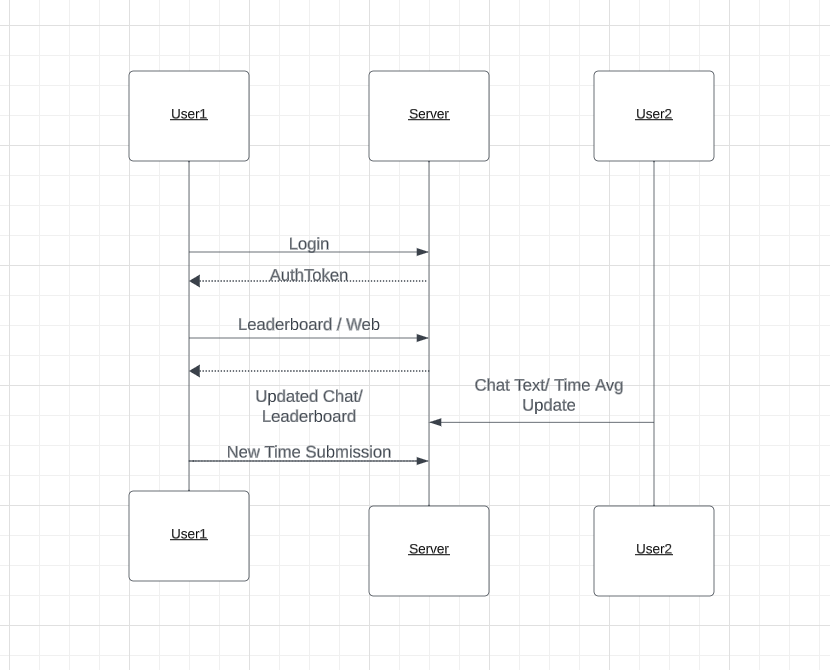 User1
Server
User2
Login
AuthToken
Leaderboard / Web
Chat Text/ Time Avg
Update
Updated Chat/
Leaderboard
New Time Submission
User1
Server
User2